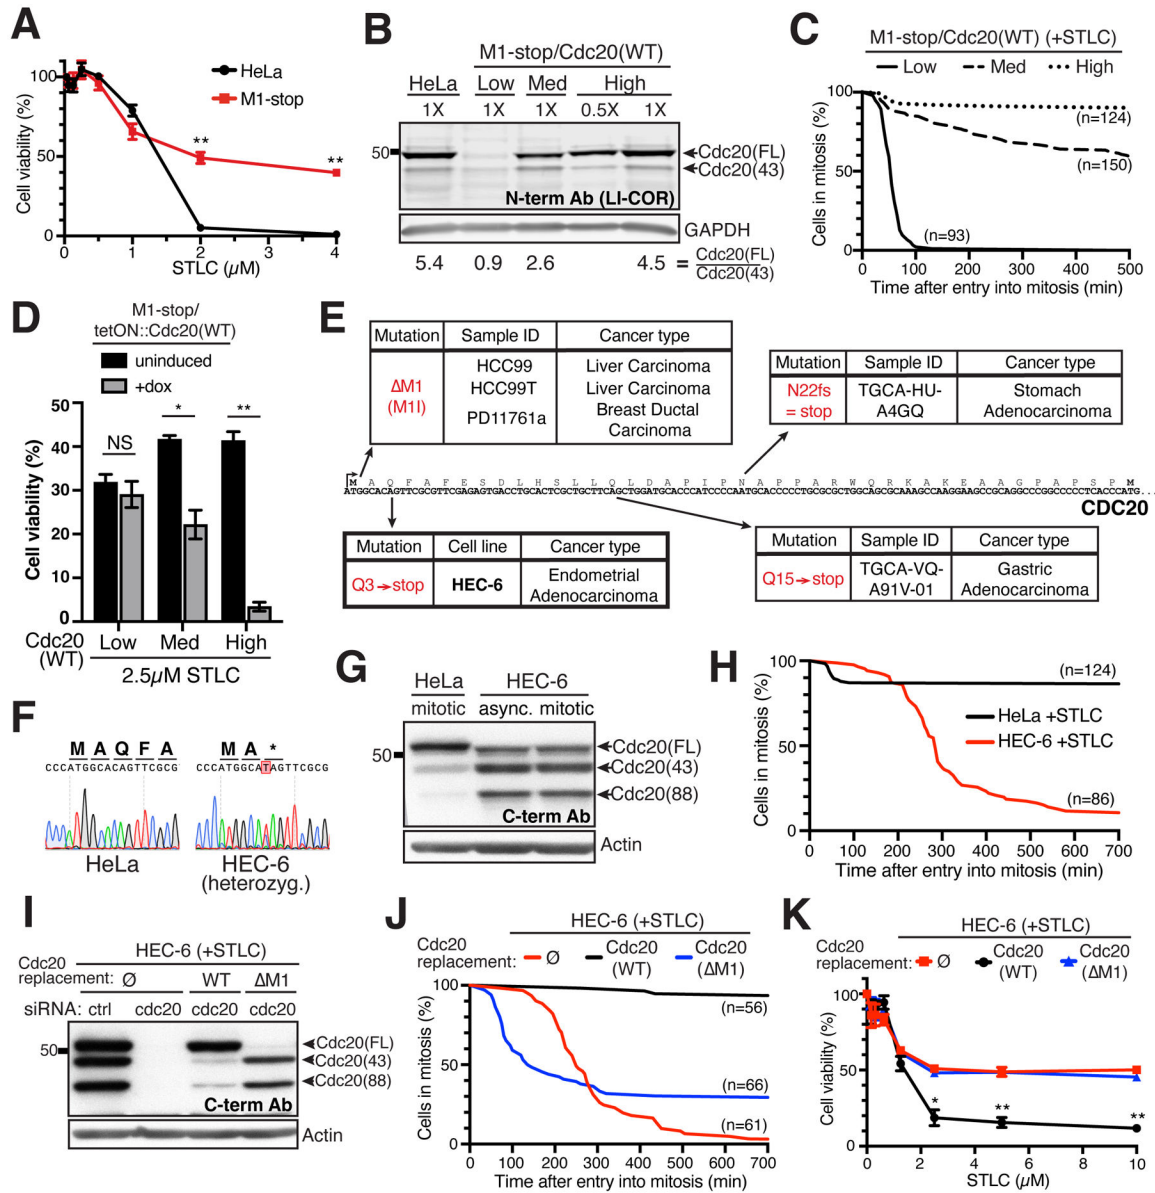 A
Cell viability (%)
100
50
0
0
1
2
3
4
STLC (µM)
HeLa
M1-stop
**
**
B
M1-stop/Cdc20(WT)
HeLa
Low
Med
High
1X
1X
1X
0.5X
1X
50
Cdc20(FL)
Cdc20(43)
N-term Ab (LI-COR)
GAPDH
5.4
0.9
2.6
4.5
= Cdc20(FL)
Cdc20(43)
C
M1-stop/Cdc20(WT) (+STLC)
Low
Med
High
Cells in mitosis (%)
100
50
0
(n=124)
(n=150)
(n=93)
0
100
200
300
400
500
Time after entry into mitosis (min)
D
M1-stop/
tetON::Cdc20(WT)
uninduced
+dox
Cell viability (%)
50
40
30
20
10
0
NS
*
**
Cdc20
(WT)
Low
Med
High
2.5µM STLC
E
Mutation
Sample ID
Cancer type
ΔM1
(M1I)
HCC99
Liver Carcinoma
HCC99T
Liver Carcinoma
PD11761a
Breast Ductal
Carcinoma
Mutation
Sample ID
Cancer type
N22fs
= stop
TGCA-HU-
A4GQ
Stomach
Adenocarcinoma
M A Q F A F E S D L H S L L Q L D A P I P N A P P A R W Q R K A K E A A G P A P S P M
CDC20
Mutation
Cell line
Cancer type
Q3→stop
HEC-6
Endometrial
Adenocarcinoma
Mutation
Sample ID
Cancer type
Q15→stop
TGCA-VQ-
A91V-01
Gastric
Adenocarcinoma
F
M A Q F A
CCCATGGCACAGTTCGCG
HeLa
M A *
CCCATGGCATAGTTCGCG
HEC-6
(heterozyg.)
G
HeLa
HEC-6
mitotic
async. mitotic
50
Cdc20(FL)
Cdc20(43)
Cdc20(88)
C-term Ab
Actin
H
Cells in mitosis (%)
100
50
0
(n=124)
HeLa +STLC
HEC-6 +STLC
(n=86)
0
100
200
300
400
500
600
700
Time after entry into mitosis (min)
I
HEC-6 (+STLC)
Cdc20
replacement:
Ø
WT
ΔM1
siRNA:
ctrl
cdc20
cdc20
cdc20
50
Cdc20(FL)
Cdc20(43)
Cdc20(88)
C-term Ab
Actin
J
HEC-6 (+STLC)
Cdc20
replacement:
Ø
Cdc20
(WT)
Cdc20
(ΔM1)
Cells in mitosis (%)
100
50
0
(n=56)
(n=66)
(n=61)
0
100
200
300
400
500
600
700
Time after entry into mitosis (min)
K
HEC-6 (+STLC)
Cdc20
replacement:
Ø
Cdc20
(WT)
Cdc20
(ΔM1)
Cell viability (%)
100
50
0
*
**
**
0
2
4
6
8
10
STLC (µM)